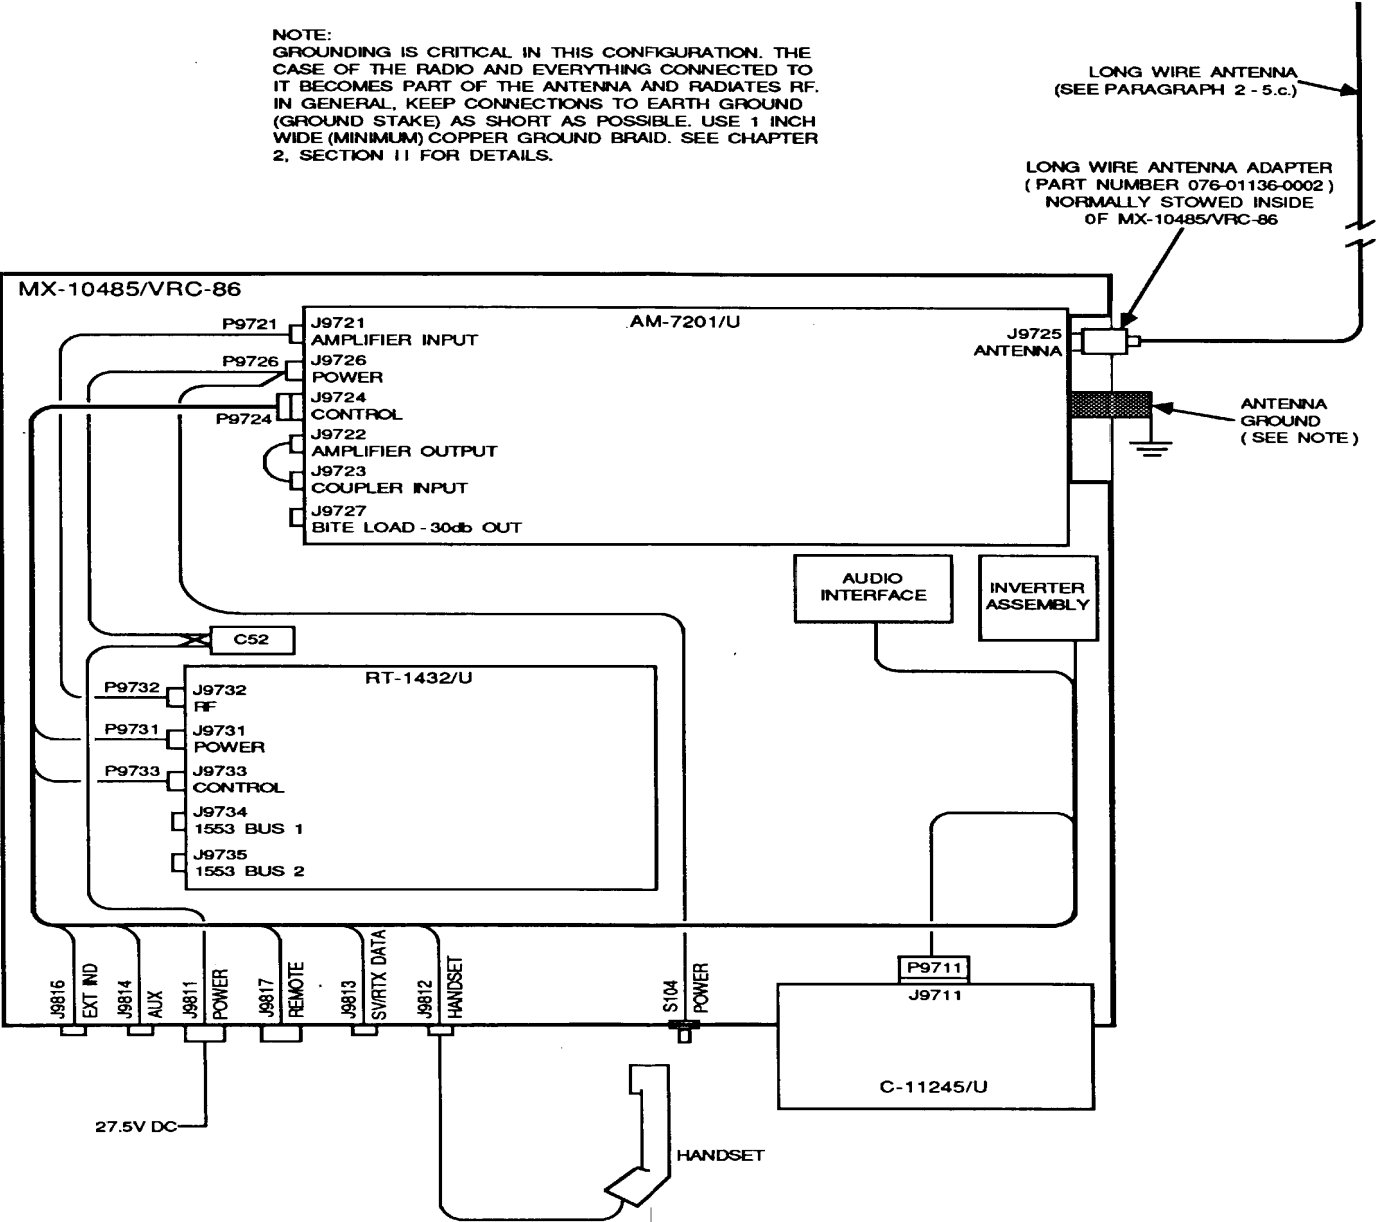 NOTE:
GROUNDING IS CRITICAL IN THIS CONFIGURATION. THE
CASE OF THE RADIO AND EVERYTHING CONNECTED TO
IT BECOMES PART OF THE ANTENNA AND RADIATES RF.
IN GENERAL, KEEP CONNECTIONS TO EARTH GROUND
(GROUND STAKE) AS SHORT AS POSSIBLE. USE 1 INCH
WIDE (MINIMUM) COPPER GROUND BRAID. SEE CHAPTER
2, SECTION II FOR DETAILS.
LONG WIRE ANTENNA
(SEE PARAGRAPH 2 - 5.c.)
LONG WIRE ANTENNA ADAPTER
( PART NUMBER 076-01136-0002 )
NORMALLY STOWED INSIDE
OF MX-10485/VRC-86
MX-10485/VRC-86
AM-7201/U
P9721
J9721
AMPLIFIER INPUT
P9726
J9726
POWER
P9724
J9724
CONTROL
J9722
AMPLIFIER OUTPUT
J9723
COUPLER INPUT
J9727
BITE LOAD - 30db OUT
J9725
ANTENNA
ANTENNA
GROUND
( SEE NOTE )
AUDIO
INTERFACE
INVERTER
ASSEMBLY
C52
RT-1432/U
P9732
J9732
RF
P9731
J9731
POWER
P9733
J9733
CONTROL
J9734
1553 BUS 1
J9735
1553 BUS 2
J9816
EXT IND
J9814
AUX
J9811
POWER
J9817
REMOTE
J9813
SV/RTX DATA
J9812
HANDSET
S104
POWER
P9711
J9711
C-11245/U
27.5V DC
HANDSET